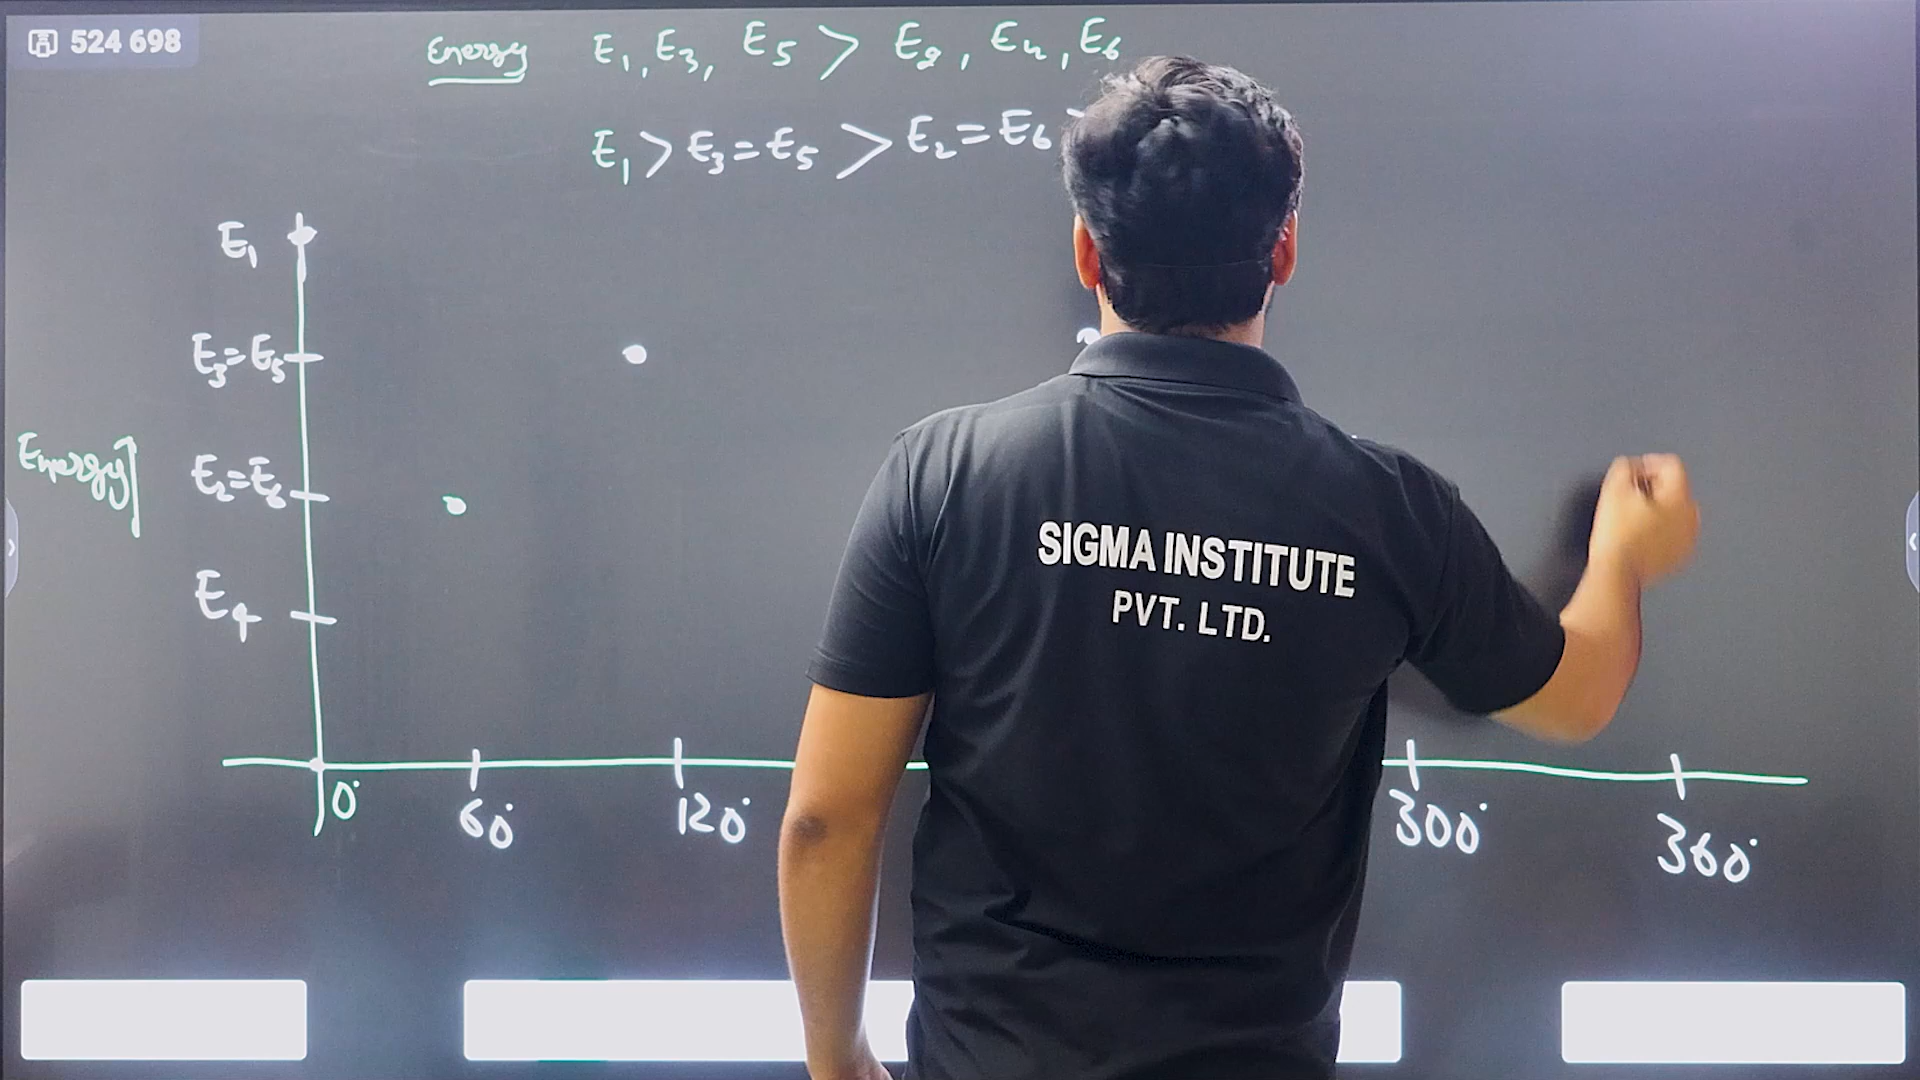 524 698
Energy E₁, E₃, E₅ > E₂, E₄, E₆
E₁ > E₃ = E₅ > E₂ = E₆ >
E₁
E₃ = E₅
Energy
E₂ = E₆
E₄
SIGMA INSTITUTE
PVT. LTD.
0° 60° 120° 300° 360°